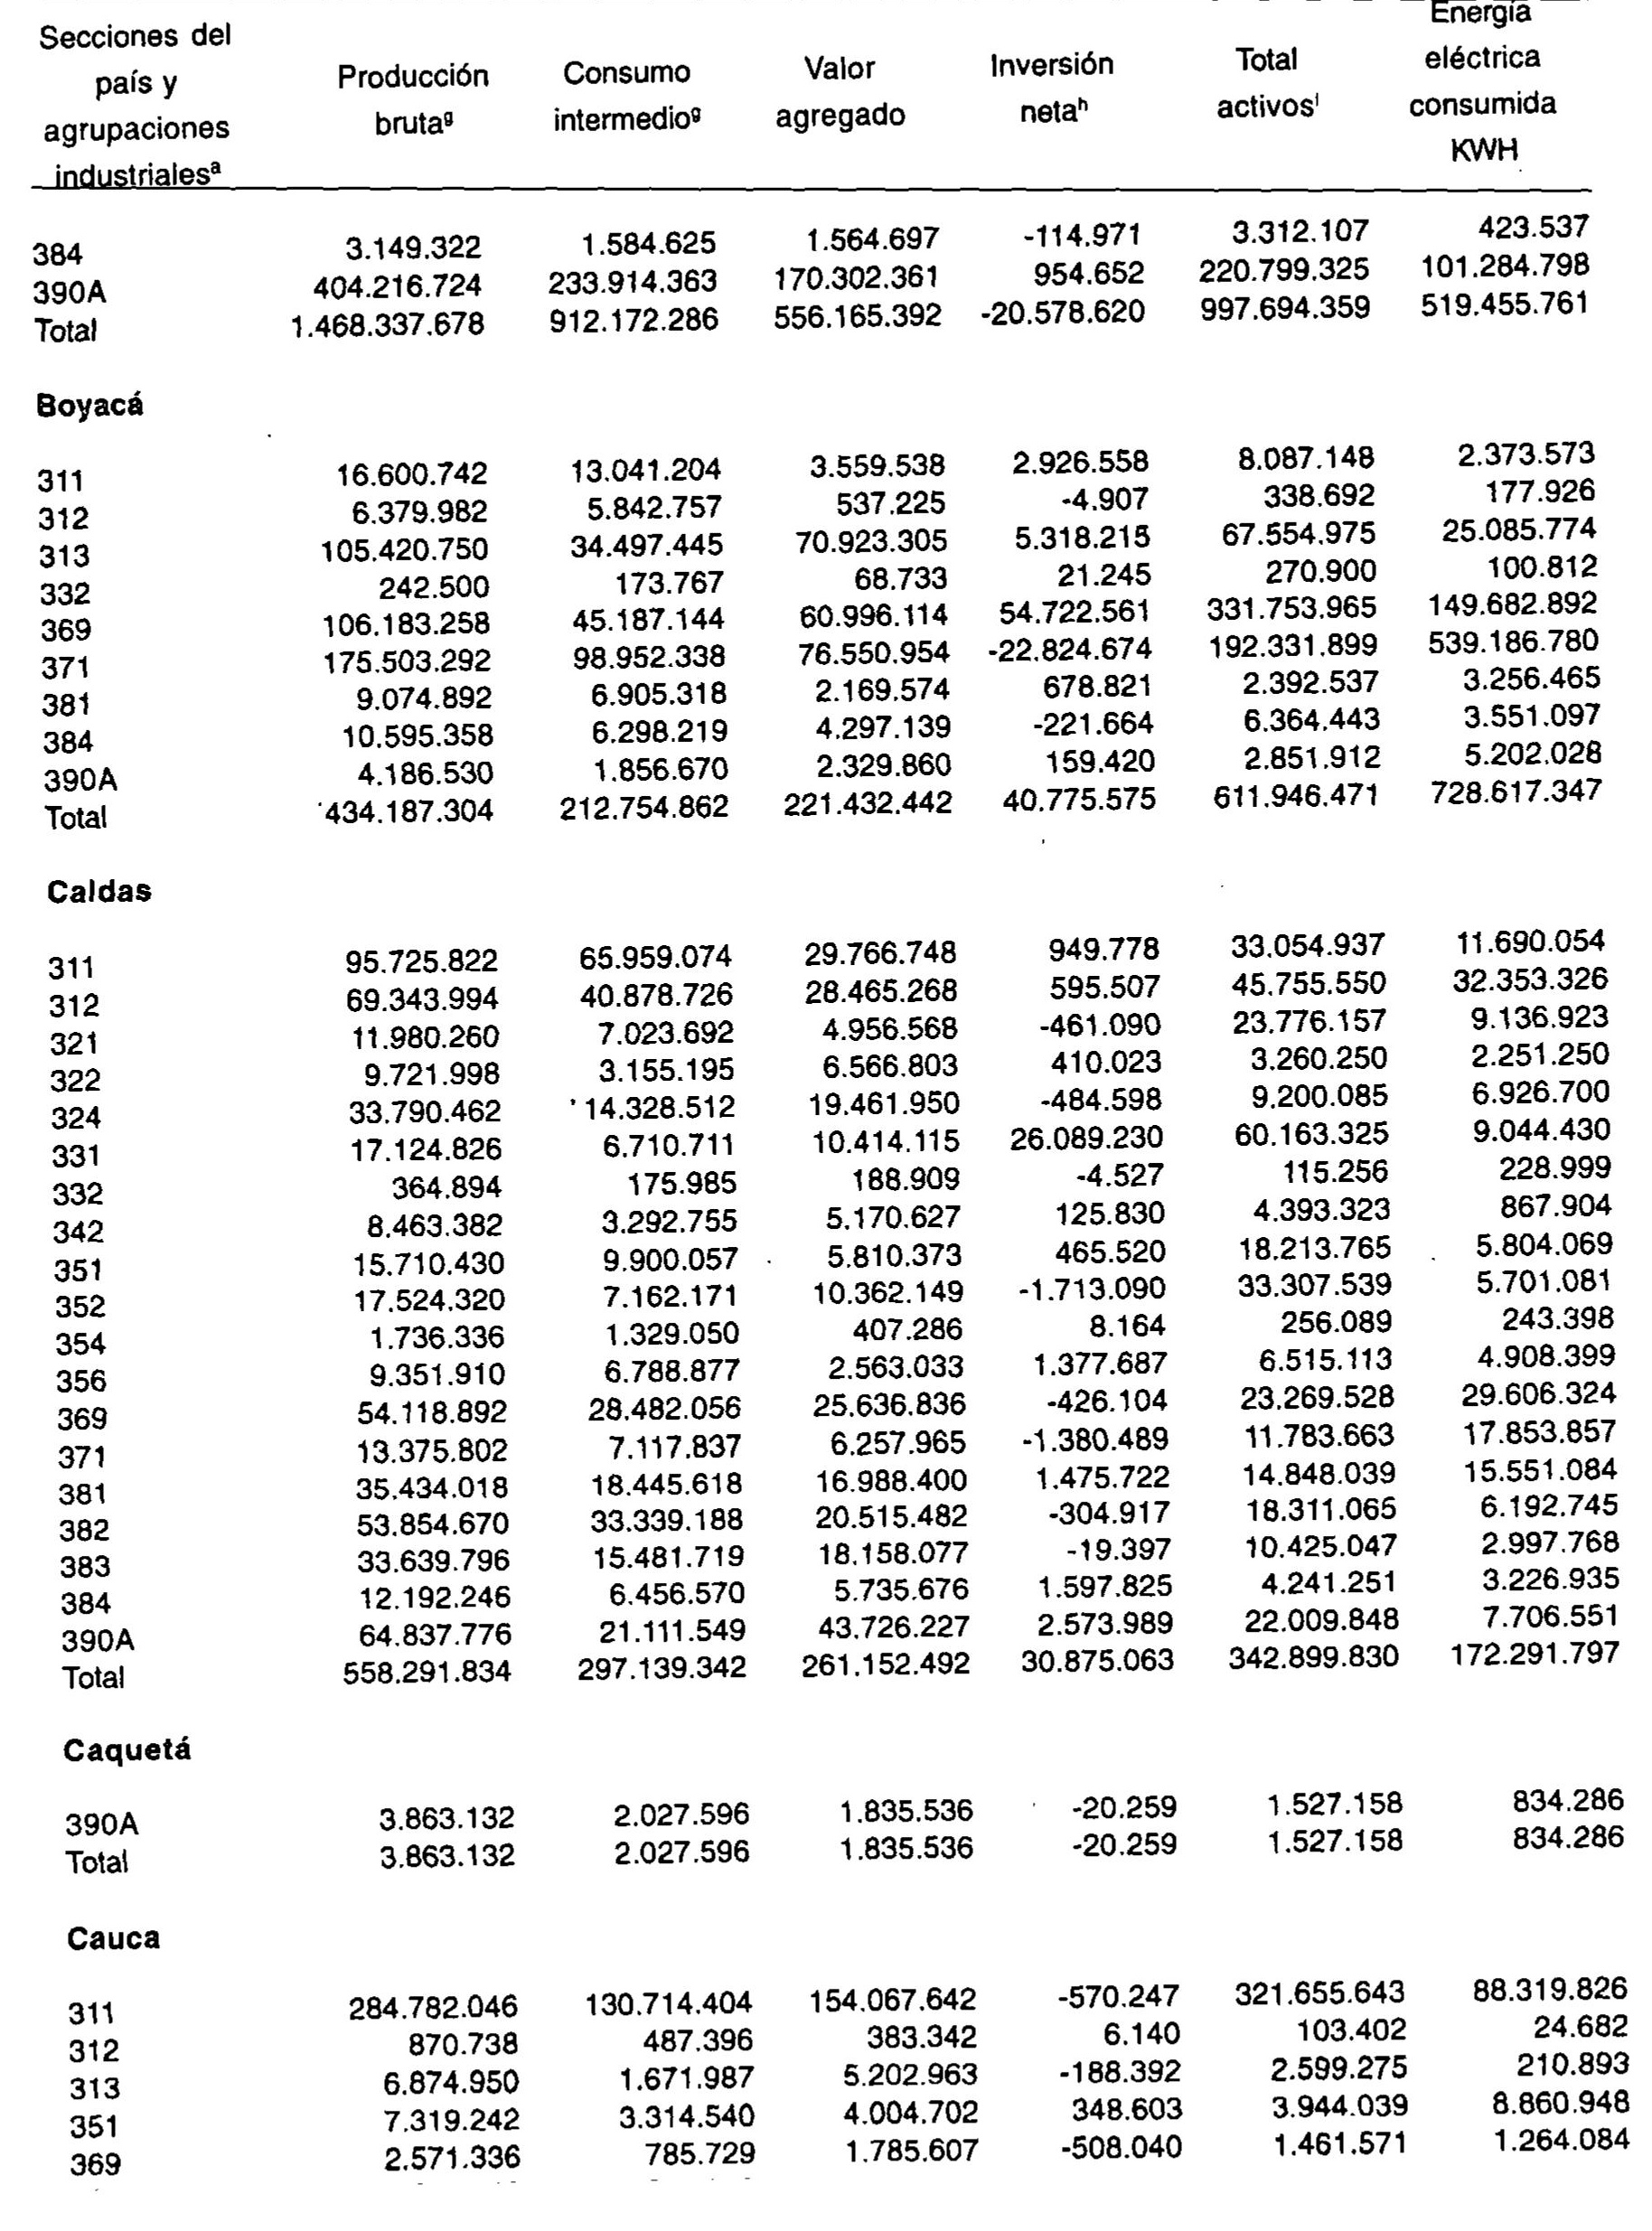 Secciones del país y agrupaciones industrialesª Producción brutaᵍ Consumo intermedioᵍ Valor agregado Inversión netaʰ Total activosⁱ Energía eléctrica consumida KWH
384 3.149.322 1.584.625 1.564.697 -114.971 3.312.107 423.537
390A 404.216.724 233.914.363 170.302.361 954.652 220.799.325 101.284.798
Total 1.468.337.678 912.172.286 556.165.392 -20.578.620 997.694.359 519.455.761
Boyacá
311 16.600.742 13.041.204 3.559.538 2.926.558 8.087.148 2.373.573
312 6.379.982 5.842.757 537.225 -4.907 338.692 177.926
313 105.420.750 34.497.445 70.923.305 5.318.215 67.554.975 25.085.774
332 242.500 173.767 68.733 21.245 270.900 100.812
369 106.183.258 45.187.144 60.996.114 54.722.561 331.753.965 149.682.892
371 175.503.292 98.952.338 76.550.954 -22.824.674 192.331.899 539.186.780
381 9.074.892 6.905.318 2.169.574 678.821 2.392.537 3.256.465
384 10.595.358 6.298.219 4.297.139 -221.664 6.364.443 3.551.097
390A 4.186.530 1.856.670 2.329.860 159.420 2.851.912 5.202.028
Total 434.187.304 212.754.862 221.432.442 40.775.575 611.946.471 728.617.347
Caldas
311 95.725.822 65.959.074 29.766.748 949.778 33.054.937 11.690.054
312 69.343.994 40.878.726 28.465.268 595.507 45.755.550 32.353.326
321 11.980.260 7.023.692 4.956.568 -461.090 23.776.157 9.136.923
322 9.721.998 3.155.195 6.566.803 410.023 3.260.250 2.251.250
324 33.790.462 14.328.512 19.461.950 -484.598 9.200.085 6.926.700
331 17.124.826 6.710.711 10.414.115 26.089.230 60.163.325 9.044.430
332 364.894 175.985 188.909 -4.527 115.256 228.999
342 8.463.382 3.292.755 5.170.627 125.830 4.393.323 867.904
351 15.710.430 9.900.057 5.810.373 465.520 18.213.765 5.804.069
352 17.524.320 7.162.171 10.362.149 -1.713.090 33.307.539 5.701.081
354 1.736.336 1.329.050 407.286 8.164 256.089 243.398
356 9.351.910 6.788.877 2.563.033 1.377.687 6.515.113 4.908.399
369 54.118.892 28.482.056 25.636.836 -426.104 23.269.528 29.606.324
371 13.375.802 7.117.837 6.257.965 -1.380.489 11.783.663 17.853.857
381 35.434.018 18.445.618 16.988.400 1.475.722 14.848.039 15.551.084
382 53.854.670 33.339.188 20.515.482 -304.917 18.311.065 6.192.745
383 33.639.796 15.481.719 18.158.077 -19.397 10.425.047 2.997.768
384 12.192.246 6.456.570 5.735.676 1.597.825 4.241.251 3.226.935
390A 64.837.776 21.111.549 43.726.227 2.573.989 22.009.848 7.706.551
Total 558.291.834 297.139.342 261.152.492 30.875.063 342.899.830 172.291.797
Caquetá
390A 3.863.132 2.027.596 1.835.536 -20.259 1.527.158 834.286
Total 3.863.132 2.027.596 1.835.536 -20.259 1.527.158 834.286
Cauca
311 284.782.046 130.714.404 154.067.642 -570.247 321.655.643 88.319.826
312 870.738 487.396 383.342 6.140 103.402 24.682
313 6.874.950 1.671.987 5.202.963 -188.392 2.599.275 210.893
351 7.319.242 3.314.540 4.004.702 348.603 3.944.039 8.860.948
369 2.571.336 785.729 1.785.607 -508.040 1.461.571 1.264.084